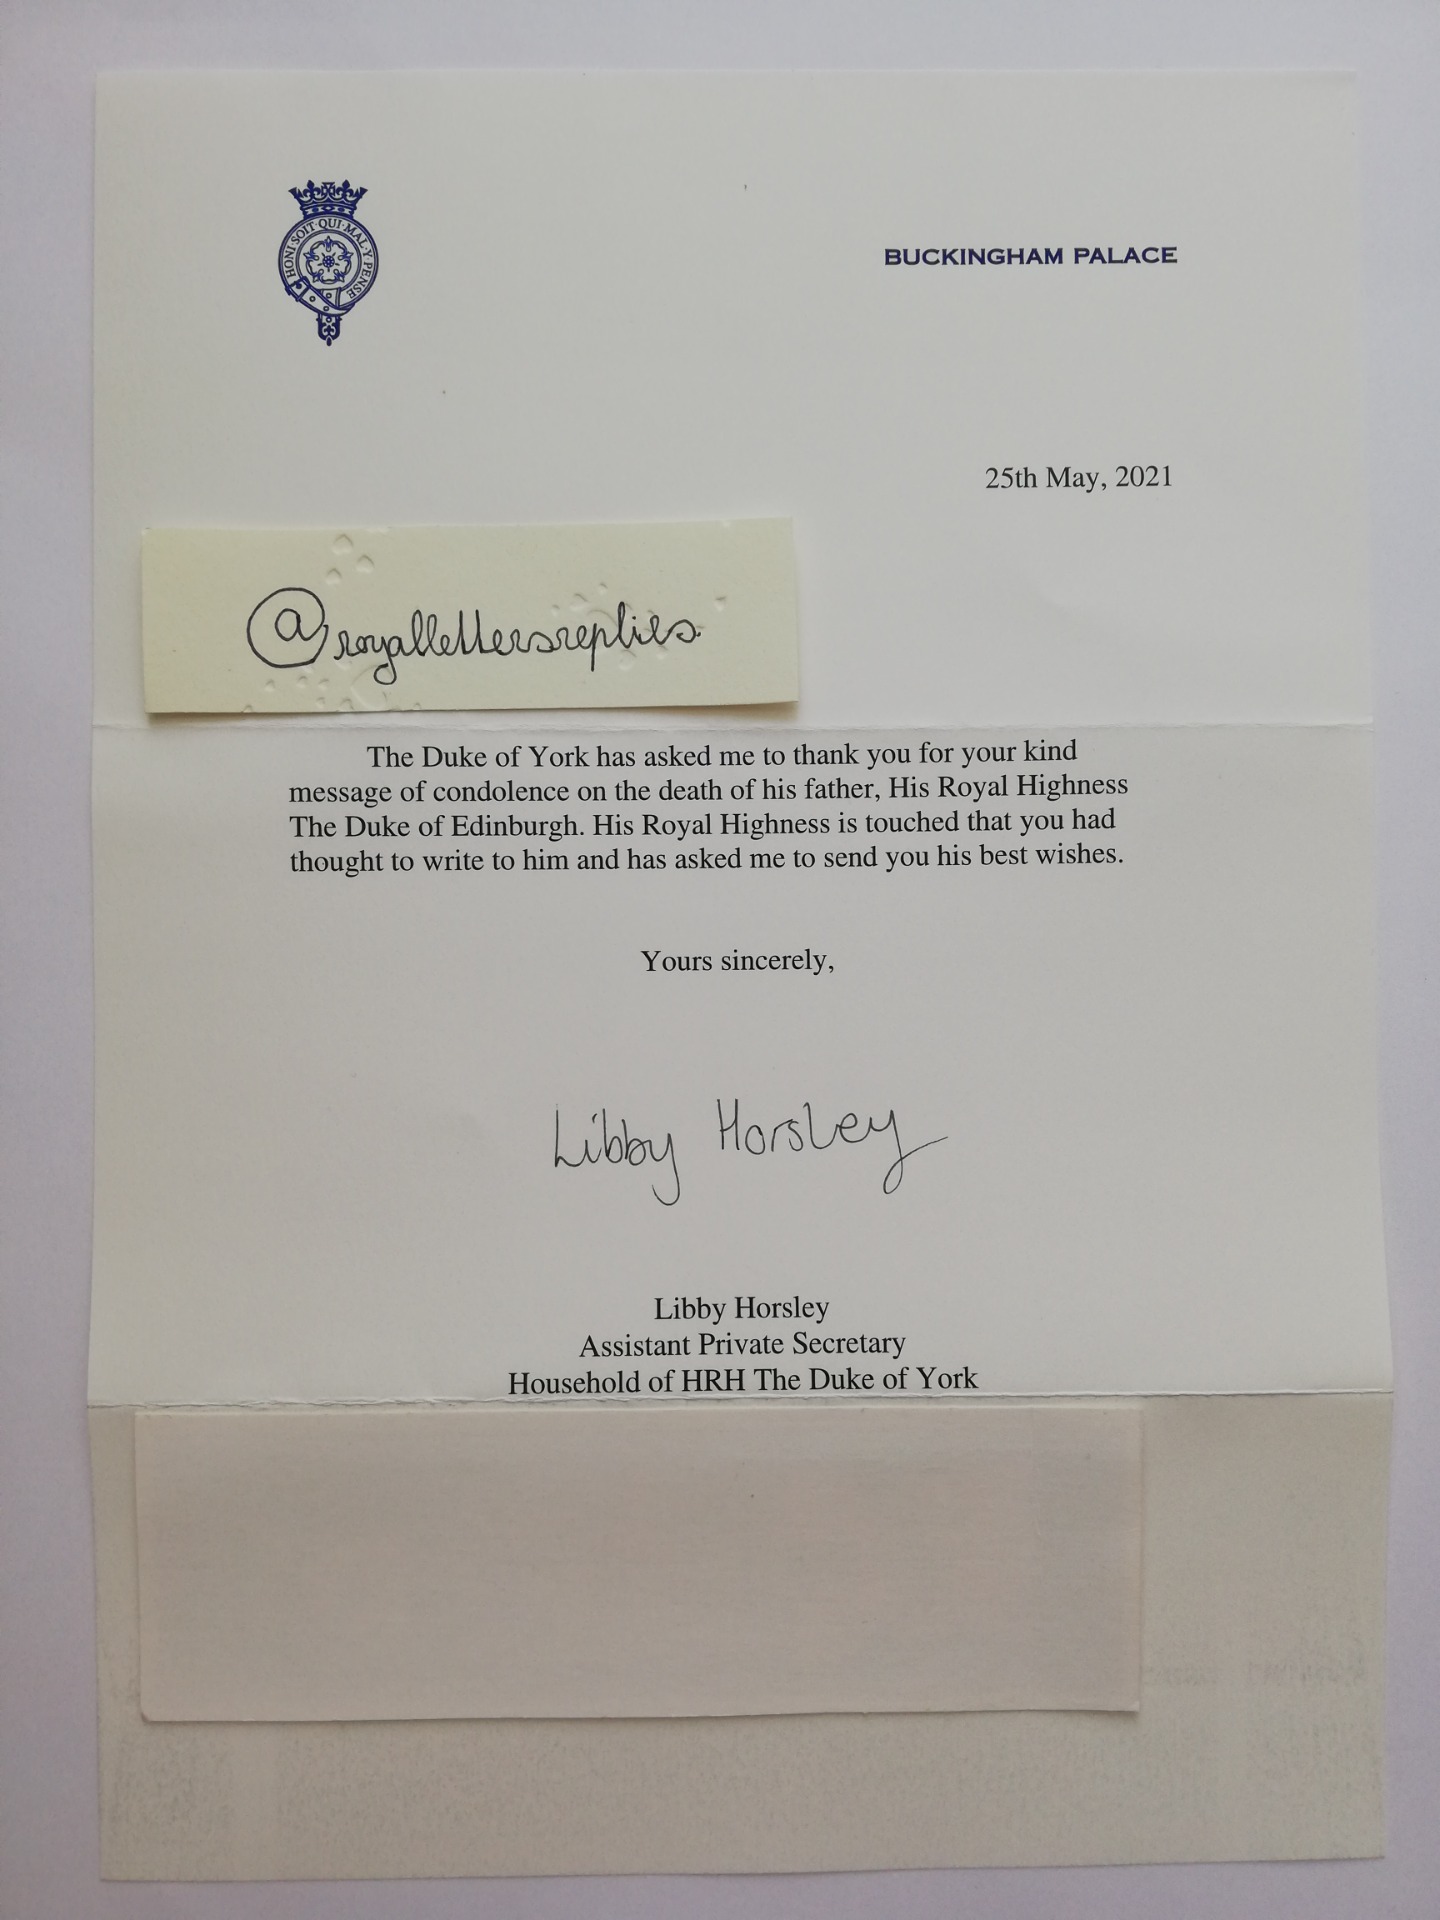 HONI·SOIT·QUI·MAL·Y·PENSE
BUCKINGHAM PALACE
25th May, 2021
@royallettersreplies
The Duke of York has asked me to thank you for your kind
message of condolence on the death of his father, His Royal Highness
The Duke of Edinburgh. His Royal Highness is touched that you had
thought to write to him and has asked me to send you his best wishes.
Yours sincerely,
Libby Horsley
Libby Horsley
Assistant Private Secretary
Household of HRH The Duke of York